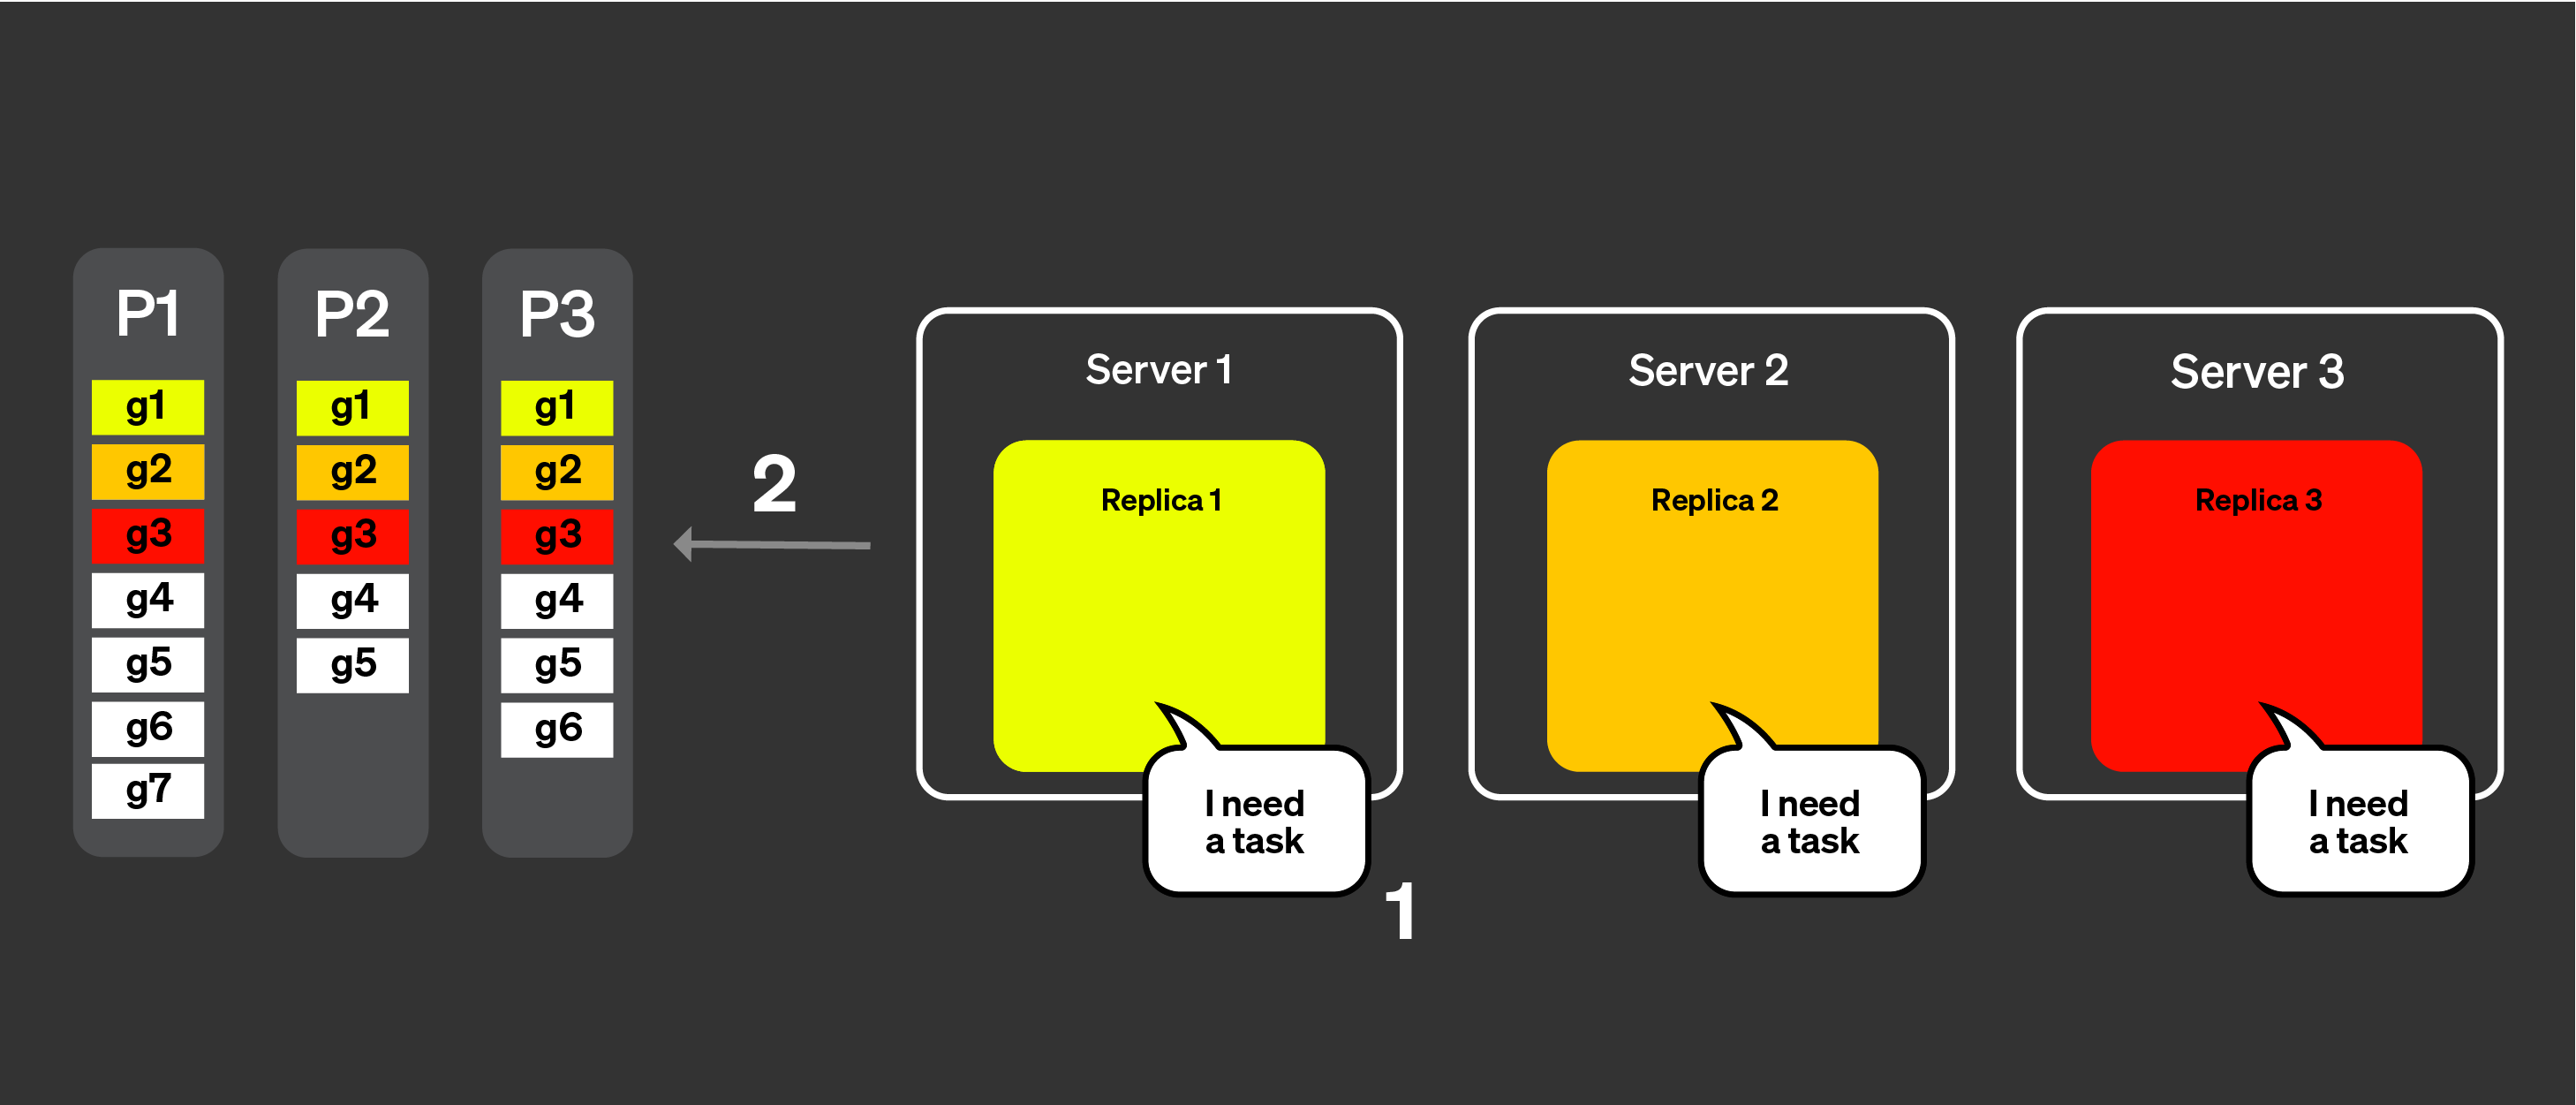 P1
g1
g2
g3
g4
g5
g6
g7
P2
g1
g2
g3
g4
g5
P3
g1
g2
g3
g4
g5
g6
2
Server 1
Replica 1
I need
a task
1
Server 2
Replica 2
I need
a task
Server 3
Replica 3
I need
a task